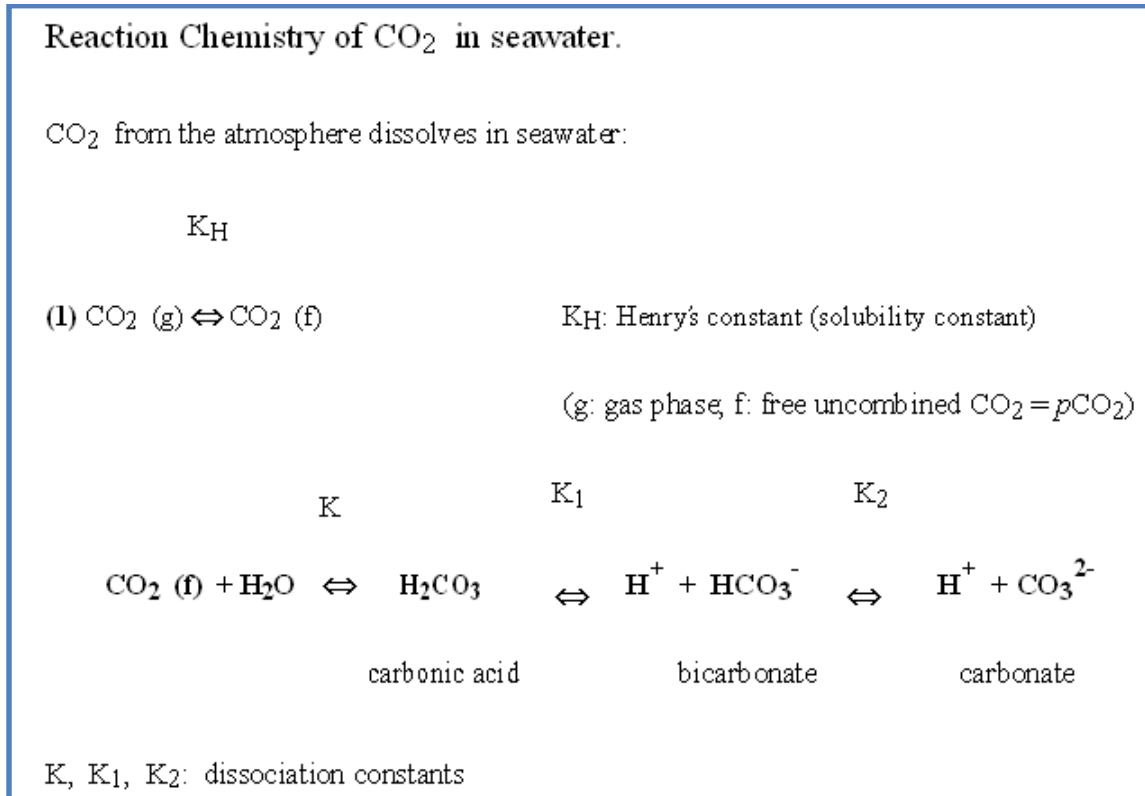 Reaction Chemistry of CO₂ in seawater.
CO₂ from the atmosphere dissolves in seawater:
K_H
(1) CO₂ (g) ⇔ CO₂ (f) K_H: Henry's constant (solubility constant)
(g: gas phase, f: free uncombined CO₂ = pCO₂)
K K₁ K₂
CO₂ (f) + H₂O ⇔ H₂CO₃ ⇔ H⁺ + HCO₃⁻ ⇔ H⁺ + CO₃²⁻
carbonic acid bicarbonate carbonate
K, K₁, K₂: dissociation constants